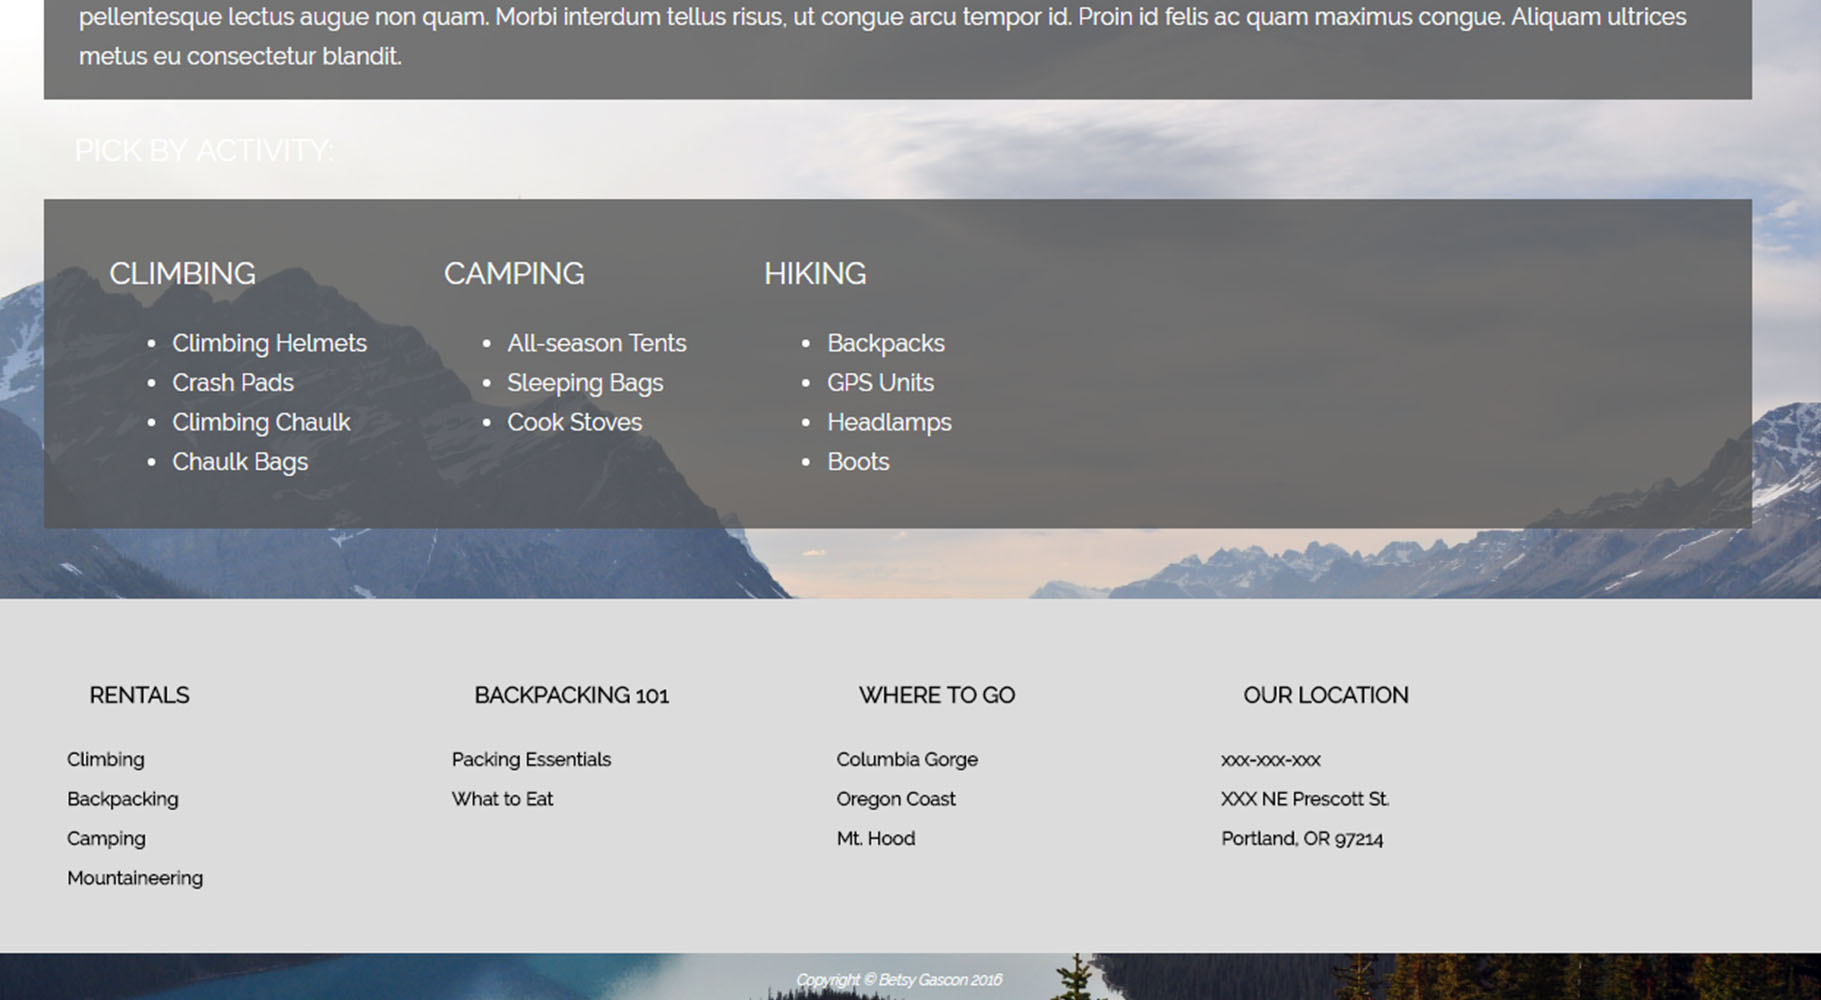 pellentesque lectus augue non quam. Morbi interdum tellus risus, ut congue arcu tempor id. Proin id felis ac quam maximus congue. Aliquam ultrices
metus eu consectetur blandit.
PICK BY ACTIVITY:
CLIMBING
Climbing Helmets
Crash Pads
Climbing Chaulk
Chaulk Bags
CAMPING
All-season Tents
Sleeping Bags
Cook Stoves
HIKING
Backpacks
GPS Units
Headlamps
Boots
RENTALS
Climbing
Backpacking
Camping
Mountaineering
BACKPACKING 101
Packing Essentials
What to Eat
WHERE TO GO
Columbia Gorge
Oregon Coast
Mt. Hood
OUR LOCATION
xxx-xxx-xxx
XXX NE Prescott St.
Portland, OR 97214
Copyright © Betsy Gascon 2016